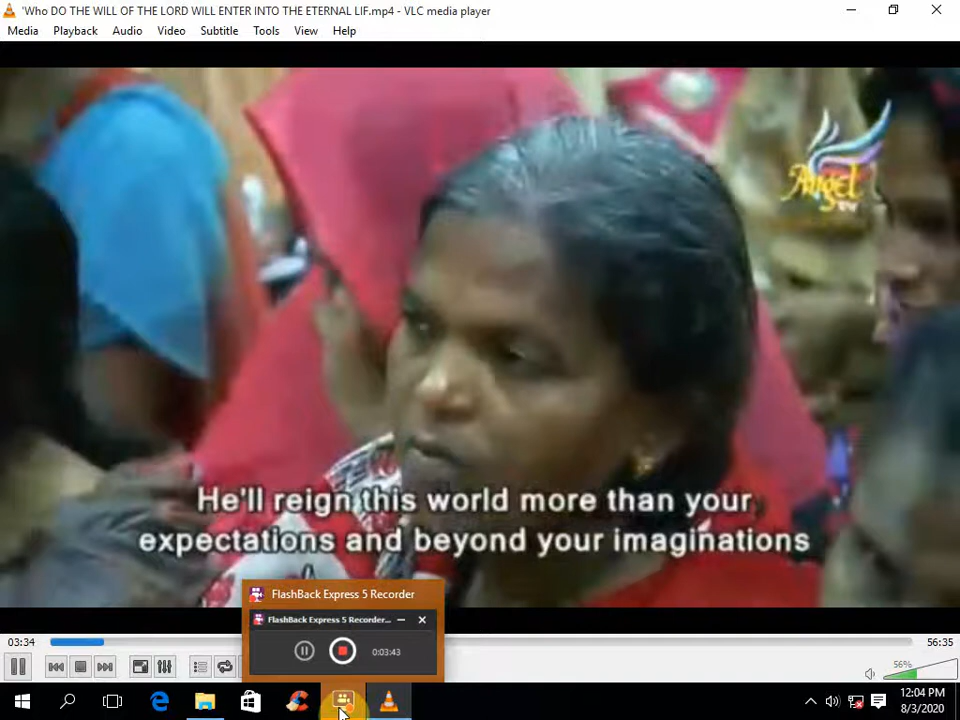 'Who DO THE WILL OF THE LORD WILL ENTER INTO THE ETERNAL LIF.mp4 - VLC media player
Media Playback Audio Video Subtitle Tools View Help
Angel
TV
He'll reign this world more than your
expectations and beyond your imaginations
FlashBack Express 5 Recorder
FlashBack Express 5 Recorder...
0:03:43
03:34
56:35
56%
12:04 PM
8/3/2020